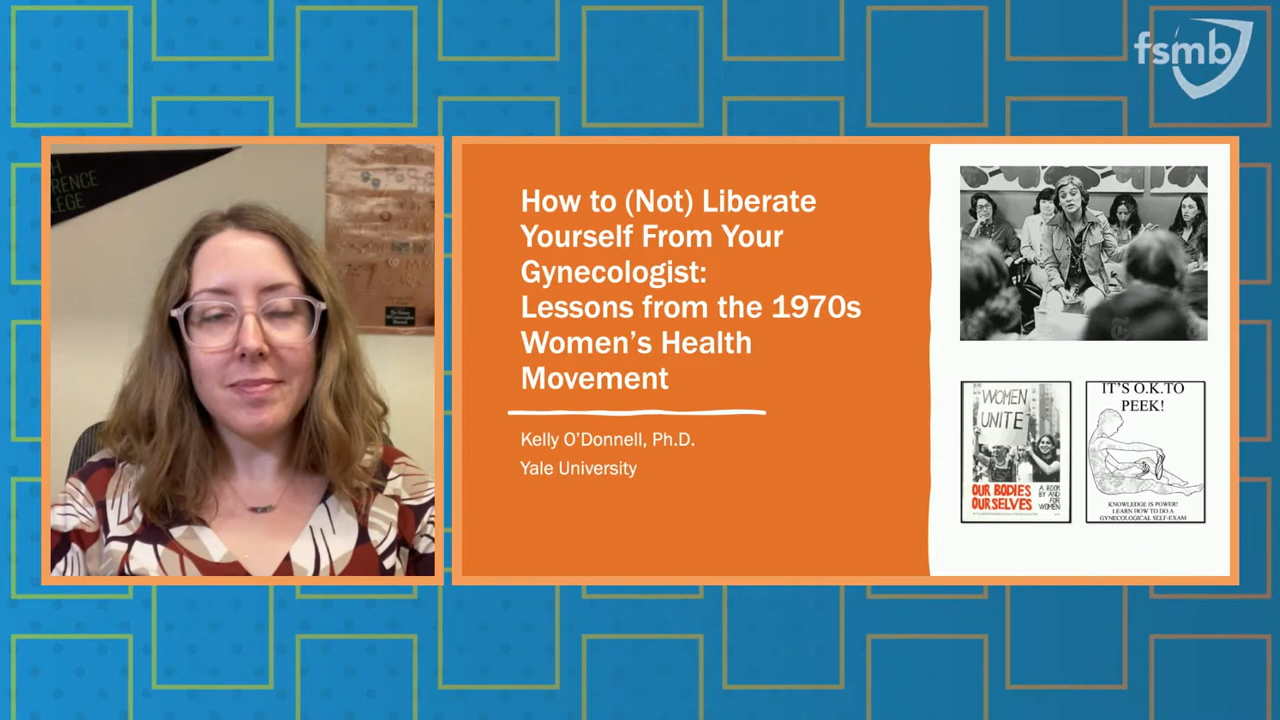 fsmb
H
RENCE
LEGE
How to (Not) Liberate
Yourself From Your
Gynecologist:
Lessons from the 1970s
Women's Health
Movement
Kelly O'Donnell, Ph.D.
Yale University
WOMEN
UNITE
OUR BODIES
OURSELVES
A BOOK
BY AND
FOR
WOMEN
IT'S O.K.TO
PEEK!
KNOWLEDGE IS POWER!
LEARN HOW TO DO A
GYNECOLOGICAL SELF-EXAM